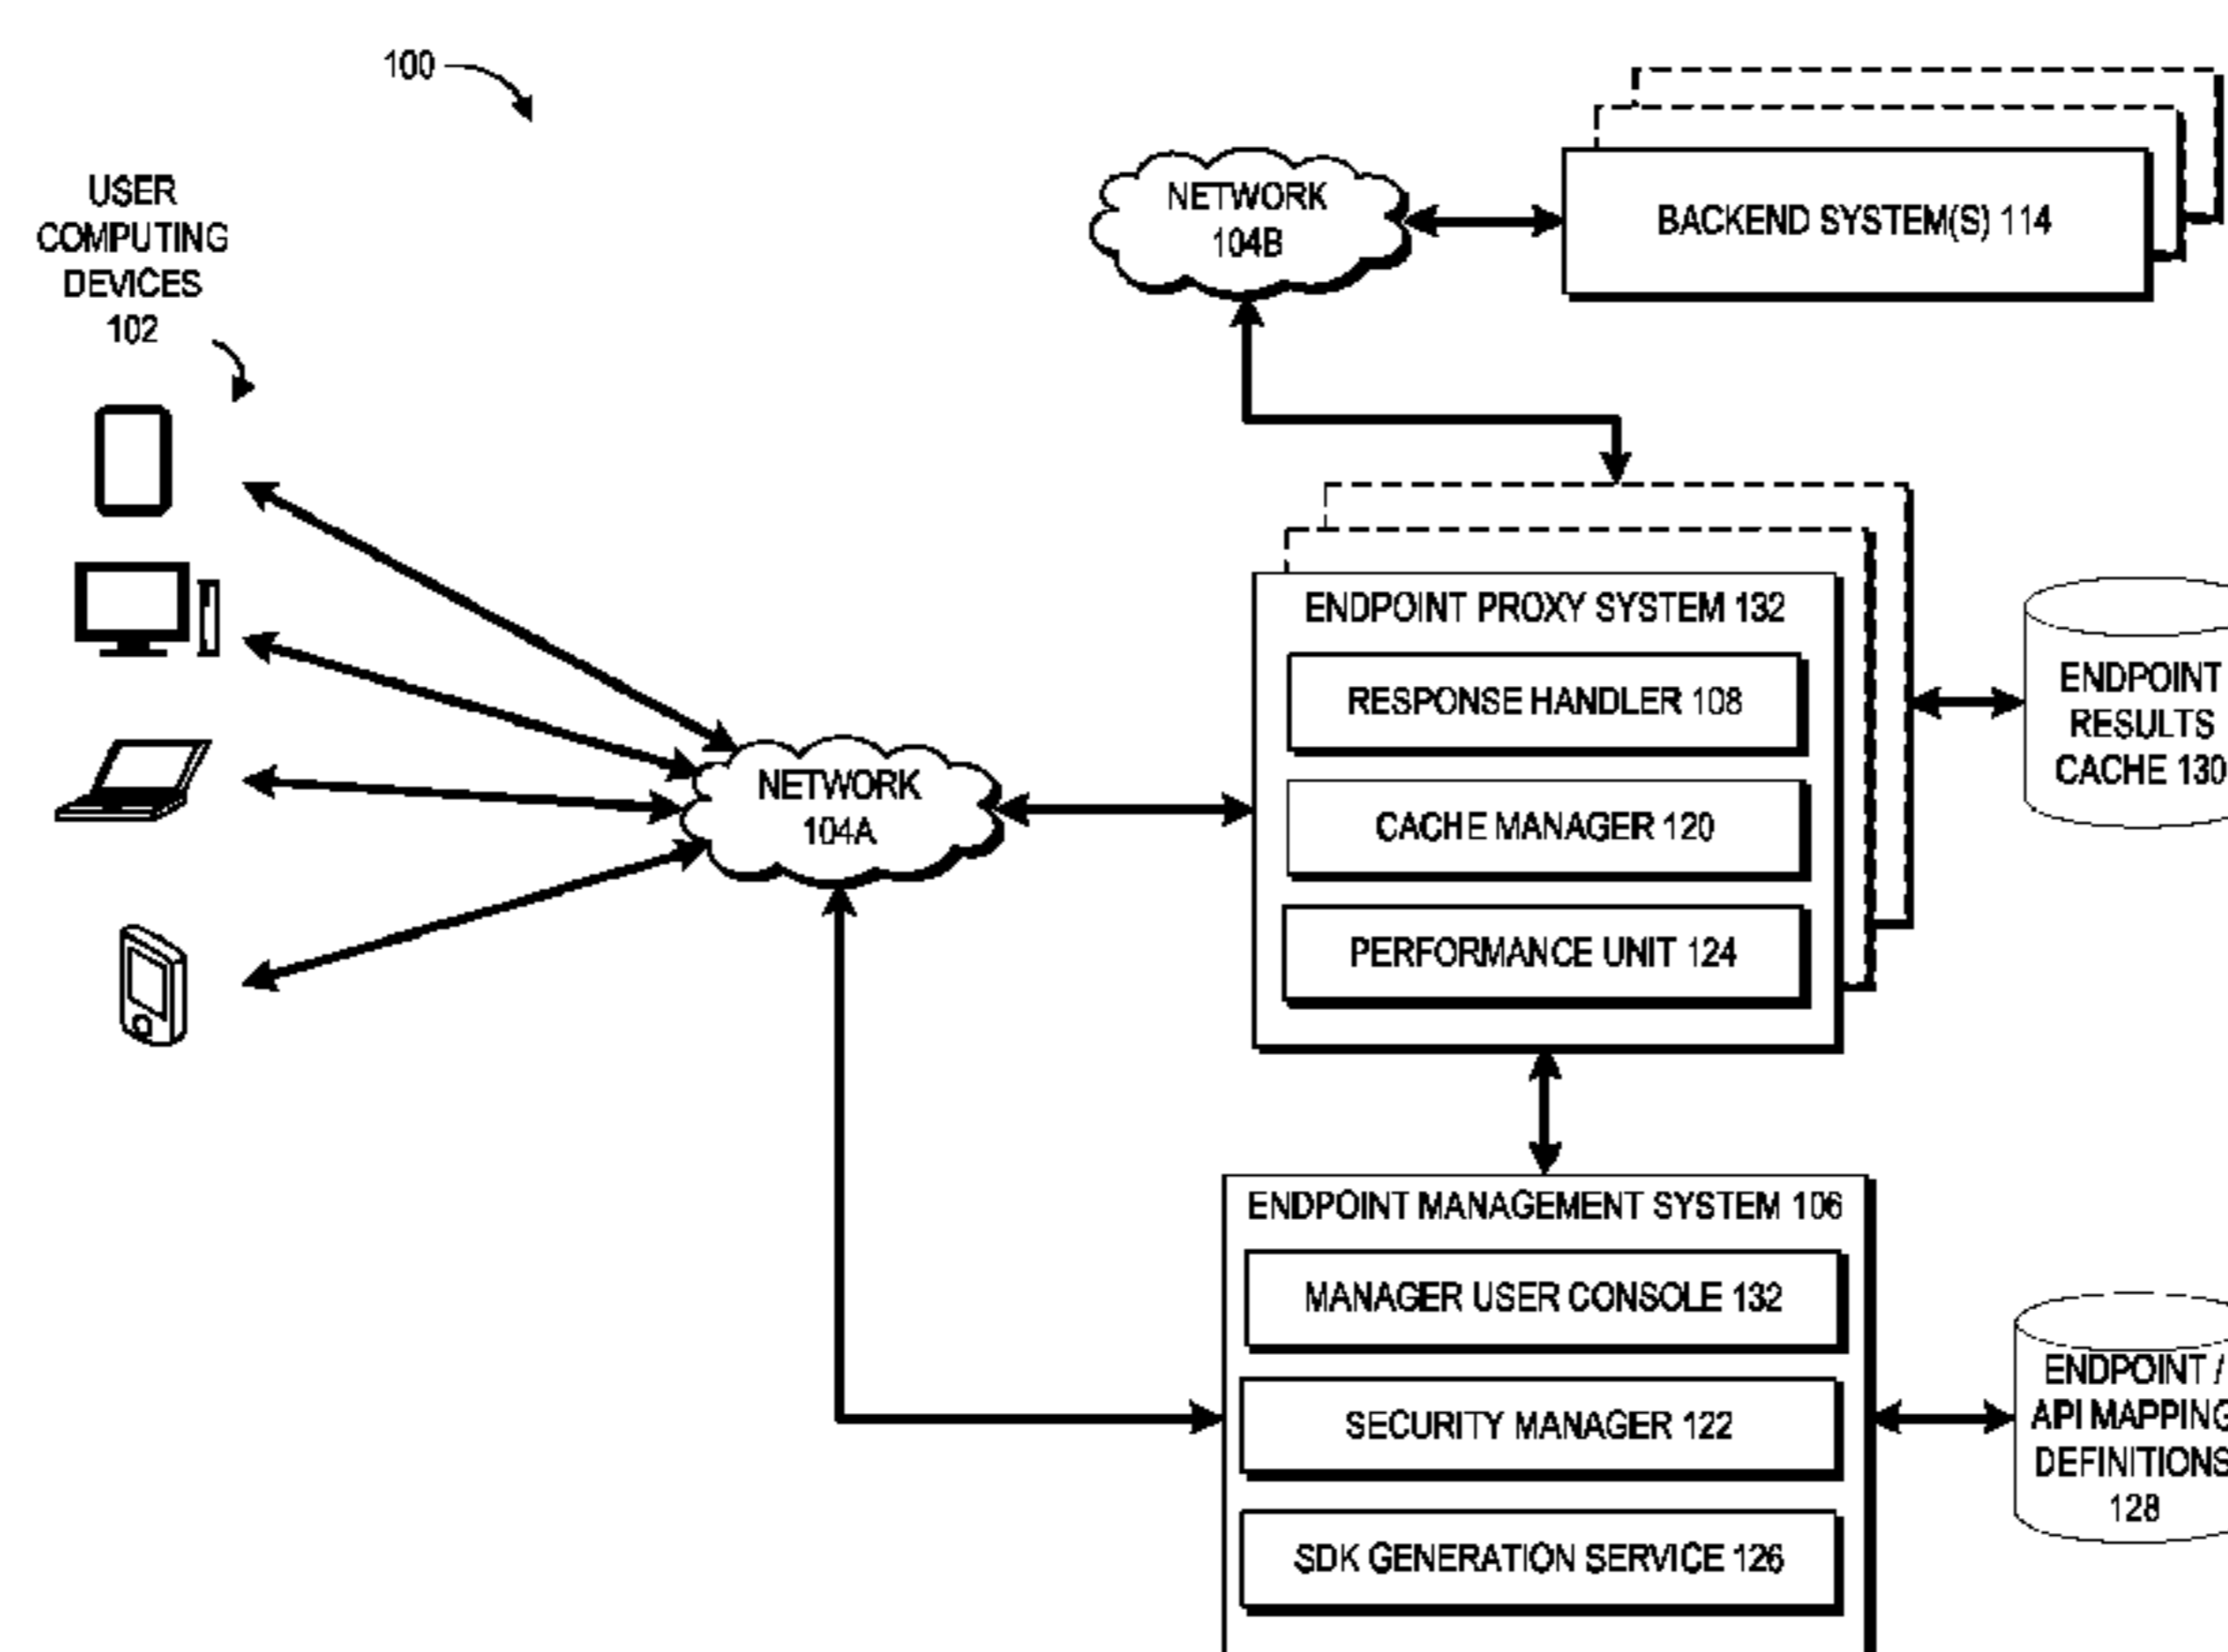 100
USER
COMPUTING
DEVICES
102
NETWORK
104B
BACKEND SYSTEM(S) 114
NETWORK
104A
ENDPOINT PROXY SYSTEM 132
RESPONSE HANDLER 108
CACHE MANAGER 120
PERFORMANCE UNIT 124
ENDPOINT
RESULTS
CACHE 130
ENDPOINT MANAGEMENT SYSTEM 106
MANAGER USER CONSOLE 132
SECURITY MANAGER 122
SDK GENERATION SERVICE 126
ENDPOINT /
API MAPPING
DEFINITIONS
128